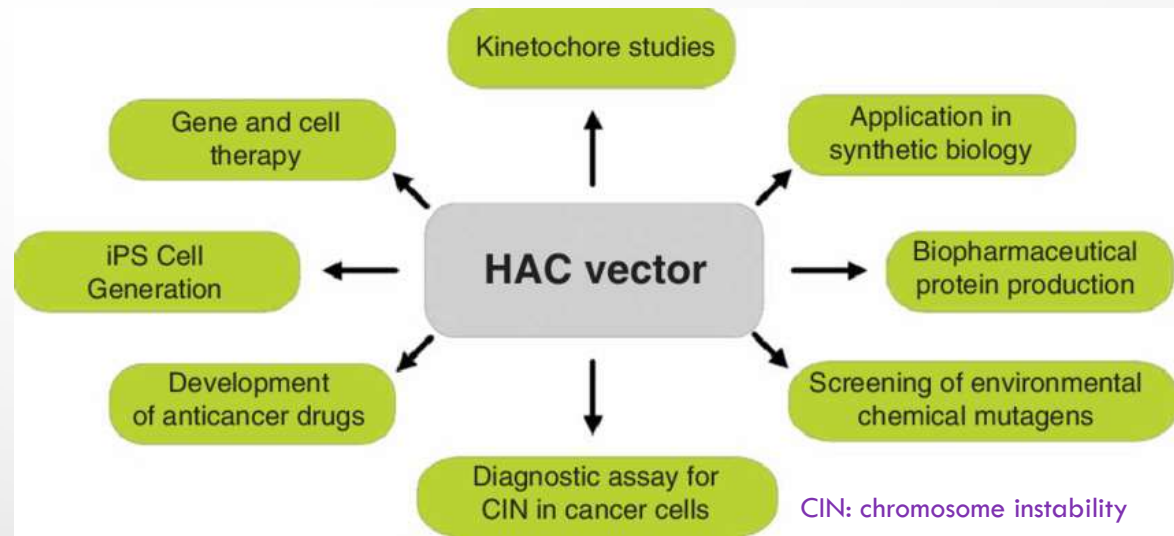 Kinetochore studies
Gene and cell
therapy
Application in
synthetic biology
iPS Cell
Generation
HAC vector
Biopharmaceutical
protein production
Development
of anticancer drugs
Screening of environmental
chemical mutagens
Diagnostic assay for
CIN in cancer cells
CIN: chromosome instability